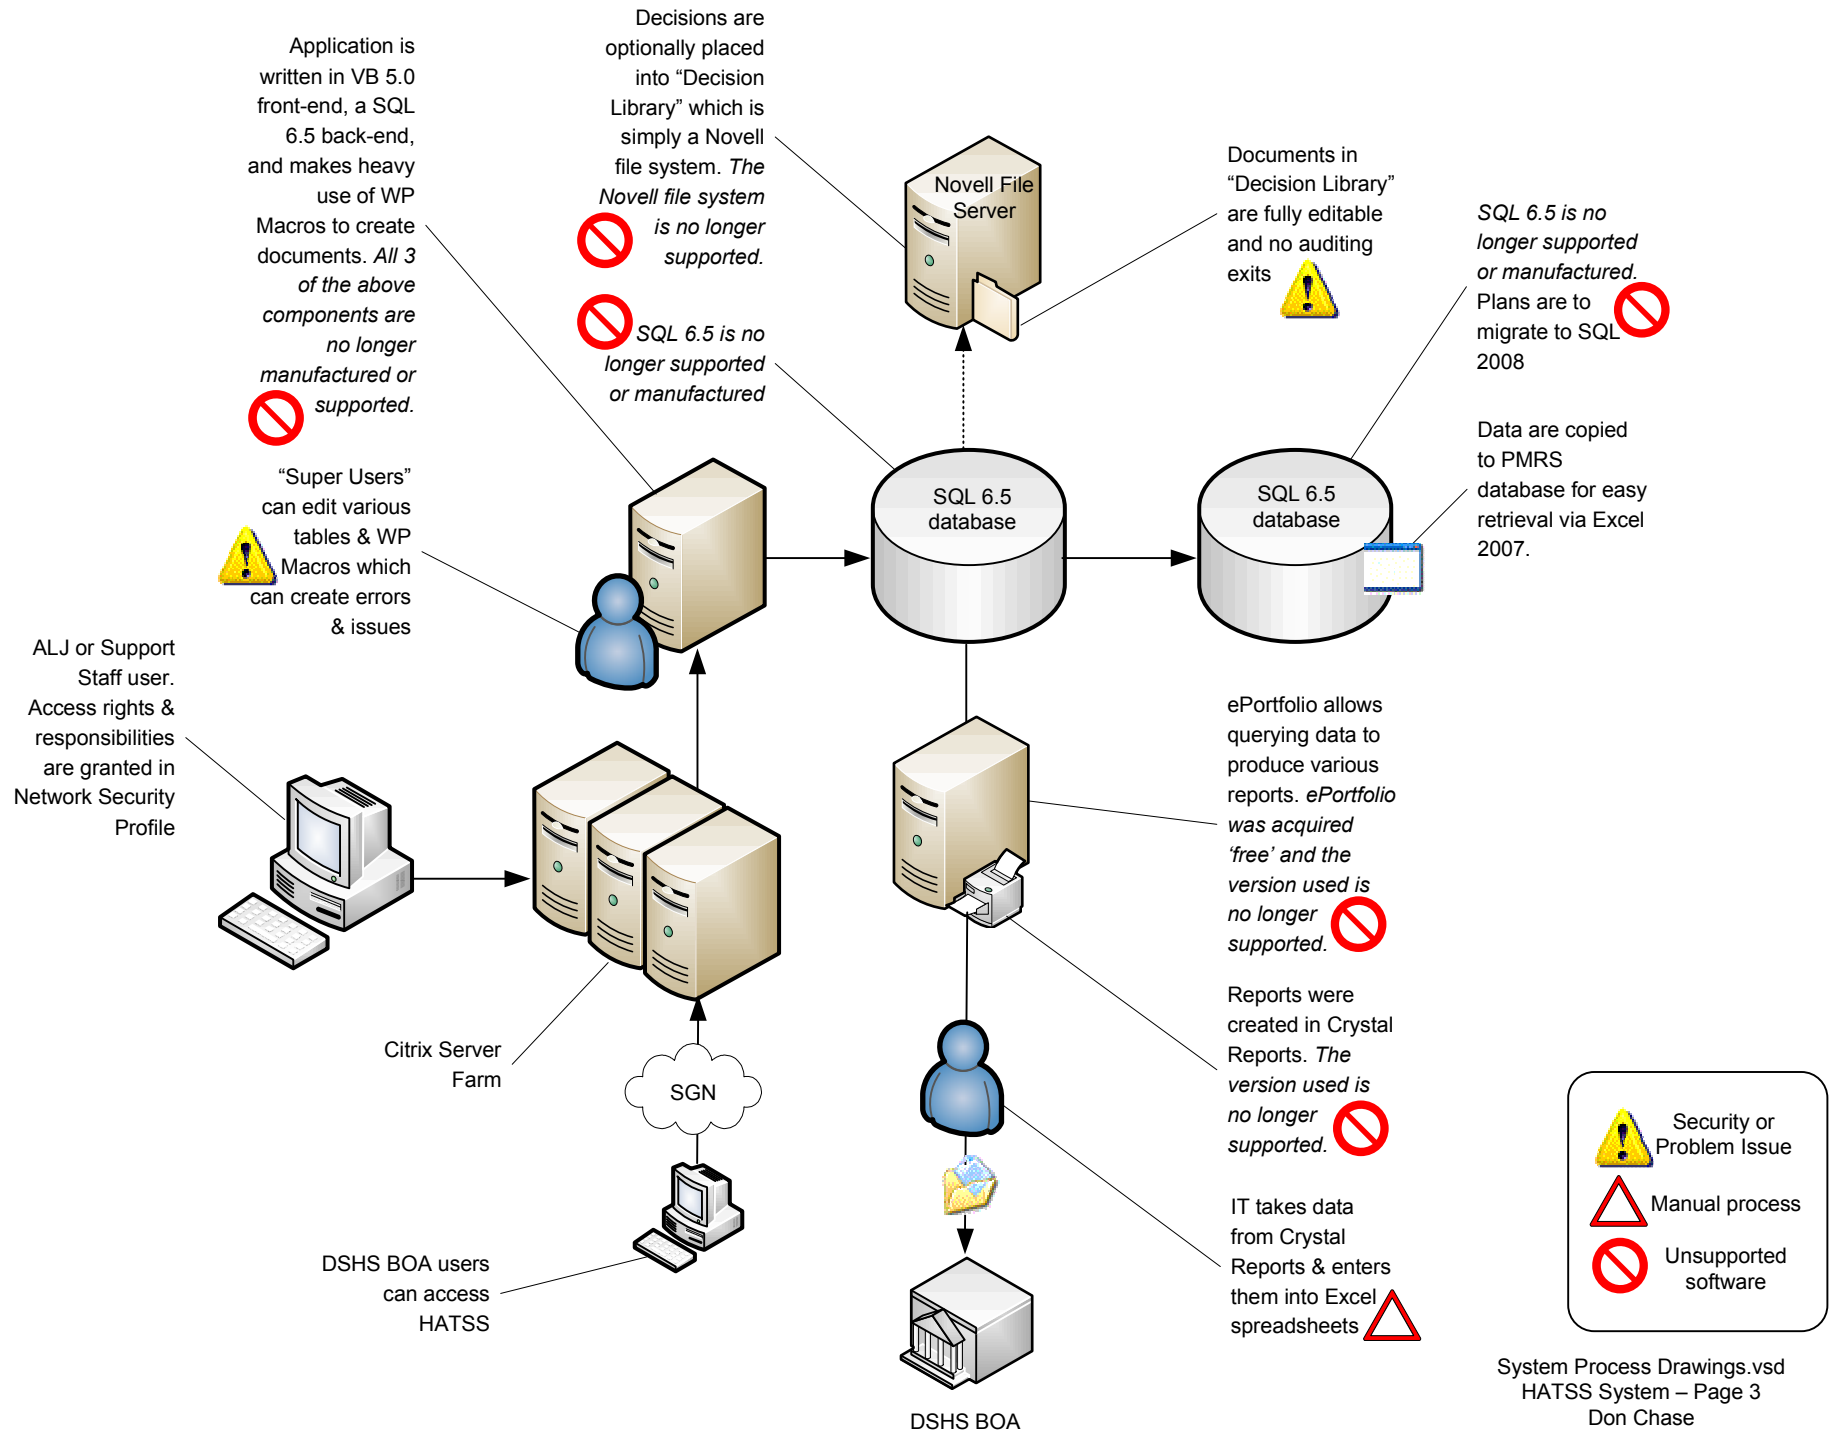 Application is
written in VB 5.0
front-end, a SQL
6.5 back-end,
and makes heavy
use of WP
Macros to create
documents. All 3
of the above
components are
no longer
manufactured or
supported.
Decisions are
optionally placed
into “Decision
Library” which is
simply a Novell
file system. The
Novell file system
is no longer
supported.
SQL 6.5 is no
longer supported
or manufactured
Novell File
Server
Documents in
“Decision Library”
are fully editable
and no auditing
exits
SQL 6.5 is no
longer supported
or manufactured.
Plans are to
migrate to SQL
2008
Data are copied
to PMRS
database for easy
retrieval via Excel
2007.
“Super Users”
can edit various
tables & WP
Macros which
can create errors
& issues
SQL 6.5
database
SQL 6.5
database
ALJ or Support
Staff user.
Access rights &
responsibilities
are granted in
Network Security
Profile
ePortfolio allows
querying data to
produce various
reports. ePortfolio
was acquired
‘free’ and the
version used is
no longer
supported.
Citrix Server
Farm
SGN
Reports were
created in Crystal
Reports. The
version used is
no longer
supported.
DSHS BOA users
can access
HATSS
IT takes data
from Crystal
Reports & enters
them into Excel
spreadsheets
DSHS BOA
Security or
Problem Issue
Manual process
Unsupported
software
System Process Drawings.vsd
HATSS System – Page 3
Don Chase